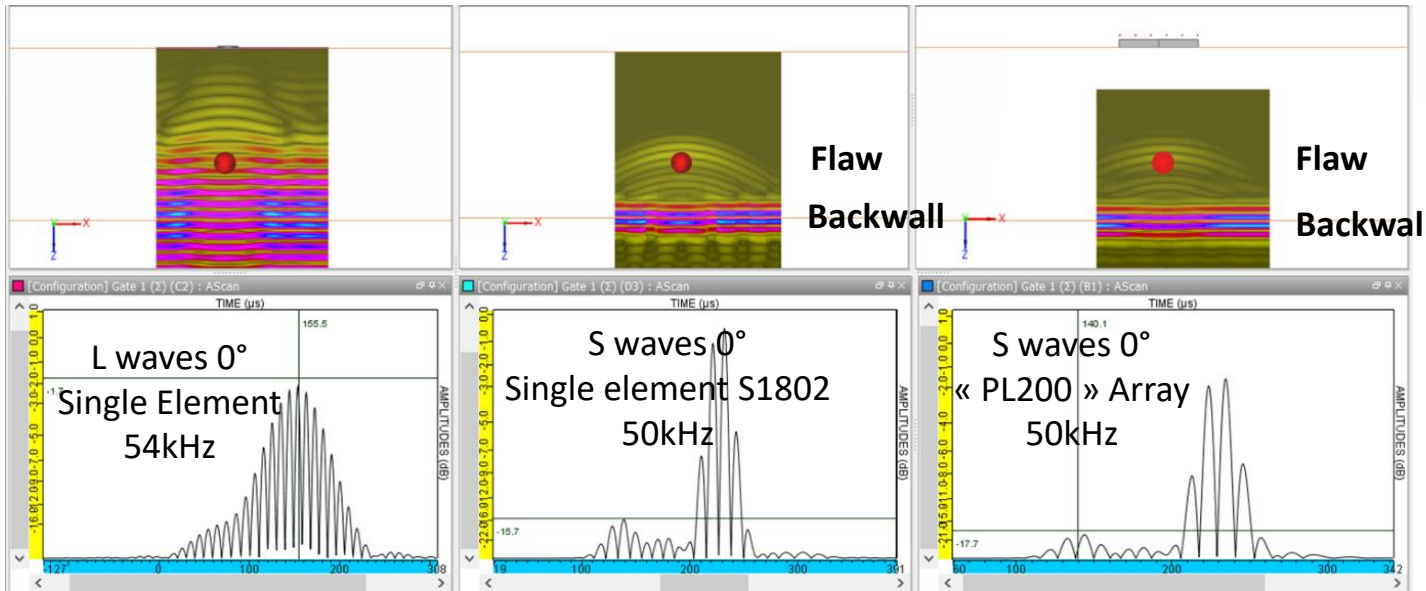 Flaw
Backwall
Flaw
Backwal
X
Z
X
Z
X
Z
[Configuration] Gate 1 (Σ) (C2) : AScan
TIME (µs)
155.5
L waves 0°
Single Element
54kHz
AMPLITUDES (dB)
-127
0
100
200
308
[Configuration] Gate 1 (Σ) (D3) : AScan
TIME (µs)
S waves 0°
Single element S1802
50kHz
-15.7
AMPLITUDES (dB)
200
300
[Configuration] Gate 1 (Σ) (B1) : AScan
TIME (µs)
140.1
S waves 0°
« PL200 » Array
50kHz
-17.7
AMPLITUDES (dB)
60
100
200
300
342